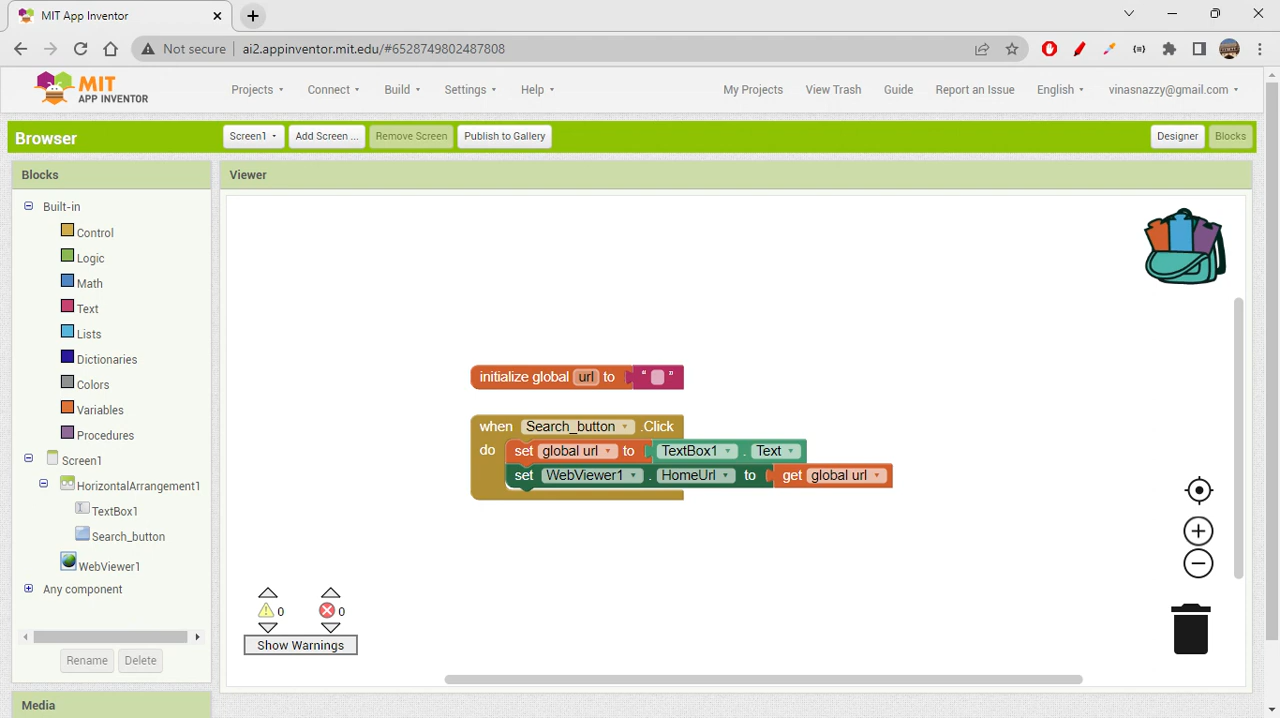 MIT App Inventor
Not secure
ai2.appinventor.mit.edu/#6528749802487808
MIT
APP INVENTOR
Projects
Connect
Build
Settings
Help
My Projects
View Trash
Guide
Report an Issue
English
vinasnazzy@gmail.com
Browser
Screen1
Add Screen ...
Remove Screen
Publish to Gallery
Designer
Blocks
Blocks
Viewer
Built-in
Control
Logic
Math
Text
Lists
Dictionaries
Colors
Variables
Procedures
Screen1
HorizontalArrangement1
TextBox1
Search_button
WebViewer1
Any component
Rename
Delete
Media
initialize global url to “ ”
when Search_button .Click
do set global url to TextBox1 . Text
set WebViewer1 . HomeUrl to get global url
0
0
Show Warnings